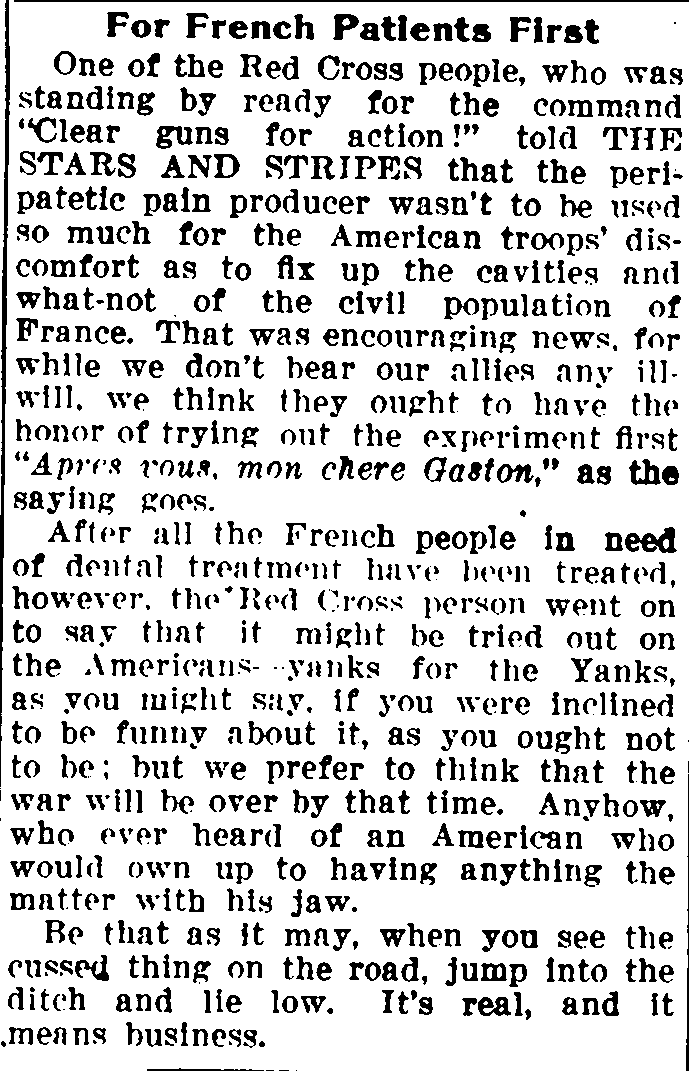 For French Patients First
One of the Red Cross people, who was
standing by ready for the command
"Clear guns for action!" told THE
STARS AND STRIPES that the peri-
patetic pain producer wasn't to be used
so much for the American troops' dis-
comfort as to fix up the cavities and
what-not of the civil population of
France. That was encouraging news, for
while we don't bear our allies any ill-
will, we think they ought to have the
honor of trying out the experiment first
"Apres vous, mon chere Gaston," as the
saying goes.
After all the French people in need
of dental treatment have been treated,
however, the Red Cross person went on
to say that it might be tried out on
the Americans--yanks for the Yanks,
as you might say, if you were inclined
to be funny about it, as you ought not
to be; but we prefer to think that the
war will be over by that time. Anyhow,
who ever heard of an American who
would own up to having anything the
matter with his jaw.
Be that as it may, when you see the
cussed thing on the road, jump into the
ditch and lie low. It's real, and it
means business.